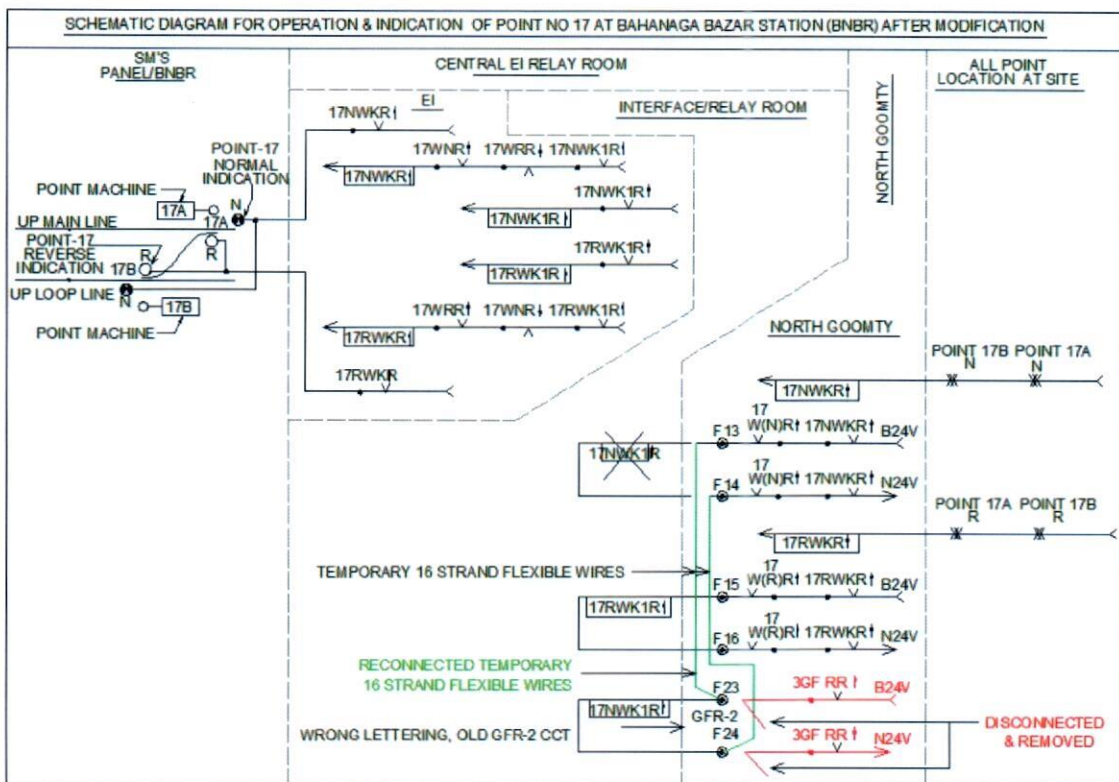 SCHEMATIC DIAGRAM FOR OPERATION & INDICATION OF POINT NO 17 AT BAHANAGA BAZAR STATION (BNBR) AFTER MODIFICATION
SM'S
PANEL/BNBR
CENTRAL EI RELAY ROOM
ALL POINT
LOCATION AT SITE
EI
INTERFACE/RELAY ROOM
NORTH GOOMTY
17NWKR↑
POINT-17
NORMAL
INDICATION
17WNR↑ 17WRR↓ 17NWK1R↑
17NWKR↑
POINT MACHINE
17A
N
17NWK1R↑
17NWK1R↑
UP MAIN LINE
17A
POINT-17
REVERSE
INDICATION
R
R
17B
17RWK1R↑
17RWK1R↑
UP LOOP LINE
N
17B
POINT MACHINE
17WRR↑ 17WNR↓ 17RWK1R↑
17RWKR↑
17RWKR
NORTH GOOMTY
POINT 17B POINT 17A
N N
17NWKR↑
F13 17 W(N)R↑ 17NWKR↑ B24V
17NWK1R
F14 17 W(N)R↑ 17NWKR↑ N24V
POINT 17A POINT 17B
R R
17RWKR↑
TEMPORARY 16 STRAND FLEXIBLE WIRES
F15 17 W(R)R↑ 17RWKR↑ B24V
17RWK1R↑
F16 17 W(R)R↑ 17RWKR↑ N24V
RECONNECTED TEMPORARY
16 STRAND FLEXIBLE WIRES
F23 3GF RR↑ B24V
17NWK1R↑
GFR-2
WRONG LETTERING, OLD GFR-2 CCT
F24 3GF RR↑ N24V
DISCONNECTED
& REMOVED